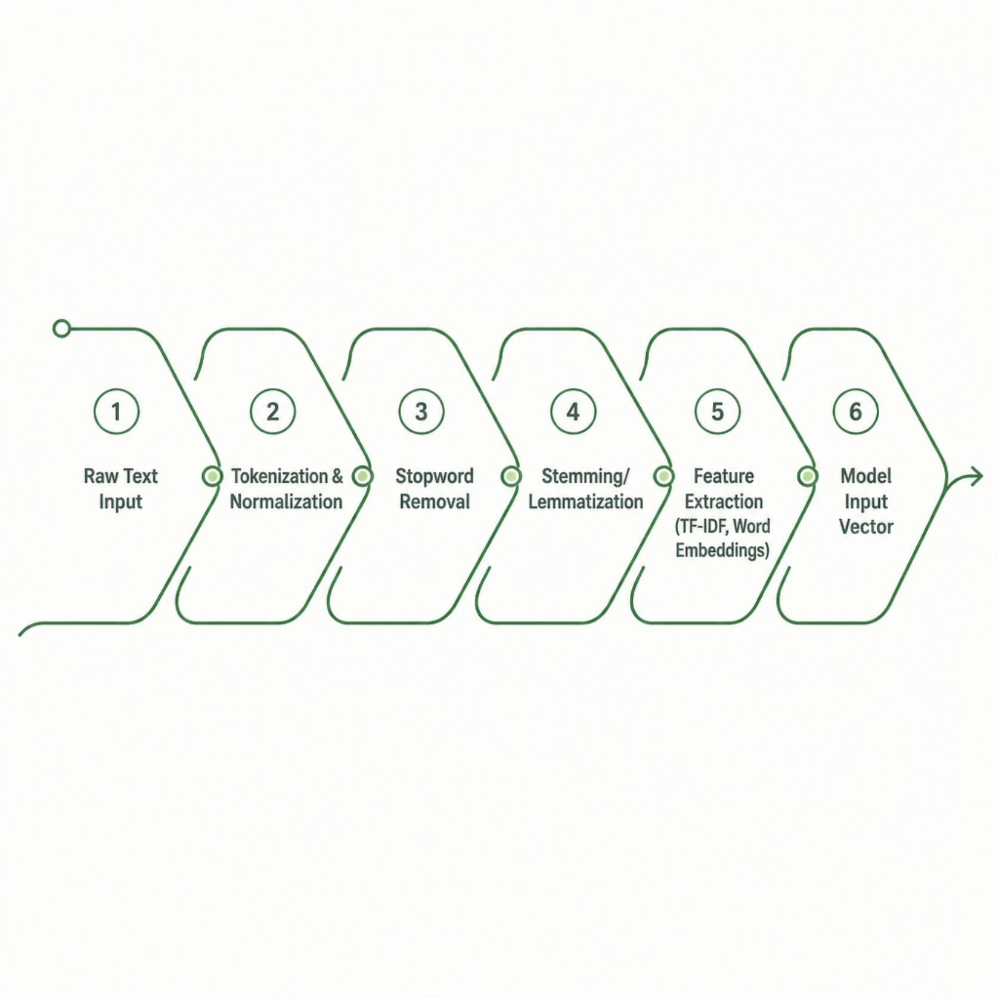 1
Raw Text
Input
2
Tokenization &
Normalization
3
Stopword
Removal
4
Stemming/
Lemmatization
5
Feature
Extraction
(TF-IDF, Word
Embeddings)
6
Model
Input
Vector